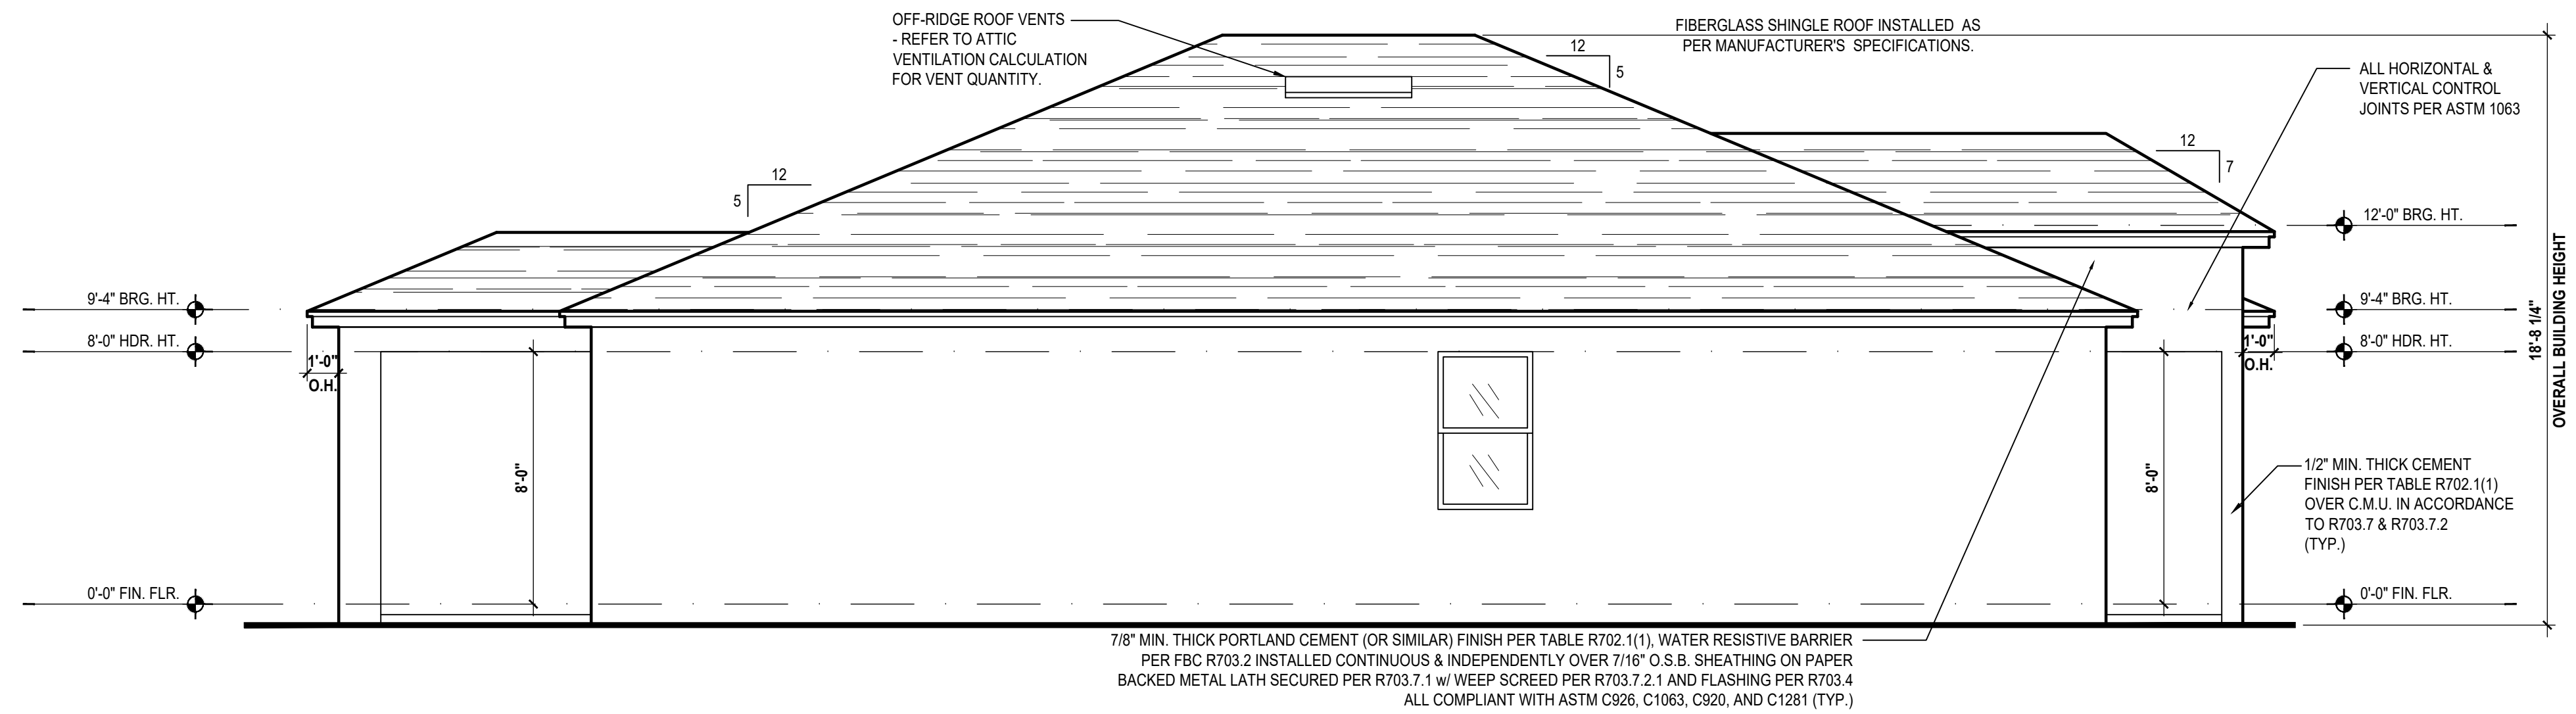 OFF-RIDGE ROOF VENTS
- REFER TO ATTIC
VENTILATION CALCULATION
FOR VENT QUANTITY.
FIBERGLASS SHINGLE ROOF INSTALLED AS
PER MANUFACTURER'S SPECIFICATIONS.
12
5
ALL HORIZONTAL &
VERTICAL CONTROL
JOINTS PER ASTM 1063
12
7
12
5
12'-0" BRG. HT.
9'-4" BRG. HT.
9'-4" BRG. HT.
8'-0" HDR. HT.
8'-0" HDR. HT.
1'-0"
O.H.
1'-0"
O.H.
18'-8 1/4"
OVERALL BUILDING HEIGHT
8'-0"
8'-0"
1/2" MIN. THICK CEMENT
FINISH PER TABLE R702.1(1)
OVER C.M.U. IN ACCORDANCE
TO R703.7 & R703.7.2
(TYP.)
0'-0" FIN. FLR.
0'-0" FIN. FLR.
7/8" MIN. THICK PORTLAND CEMENT (OR SIMILAR) FINISH PER TABLE R702.1(1), WATER RESISTIVE BARRIER
PER FBC R703.2 INSTALLED CONTINUOUS & INDEPENDENTLY OVER 7/16" O.S.B. SHEATHING ON PAPER
BACKED METAL LATH SECURED PER R703.7.1 w/ WEEP SCREED PER R703.7.2.1 AND FLASHING PER R703.4
ALL COMPLIANT WITH ASTM C926, C1063, C920, AND C1281 (TYP.)